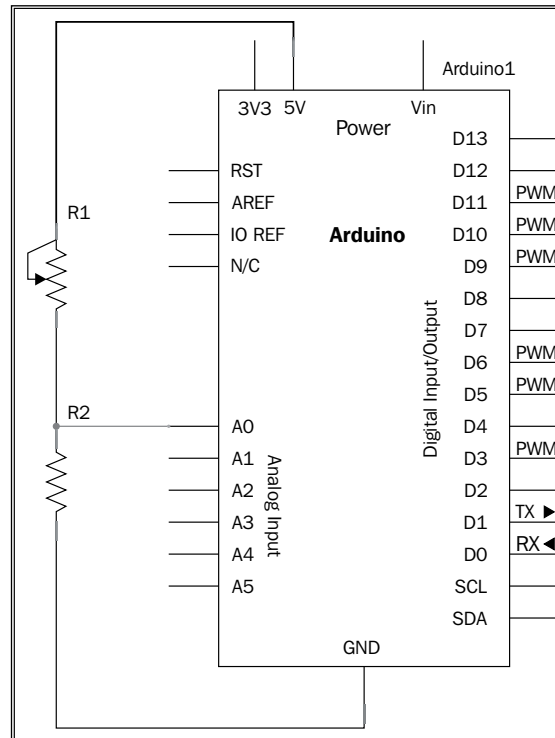 Arduino1
3V3 5V Vin
Power
D13
RST D12
R1 AREF D11 PWM
IO REF Arduino D10 PWM
N/C D9 PWM
D8
D7
D6 PWM
D5 PWM
Digital Input/Output
R2 A0 D4
A1 D3 PWM
A2 D2
Analog Input
A3 D1 TX
A4 D0 RX
A5 SCL
SDA
GND